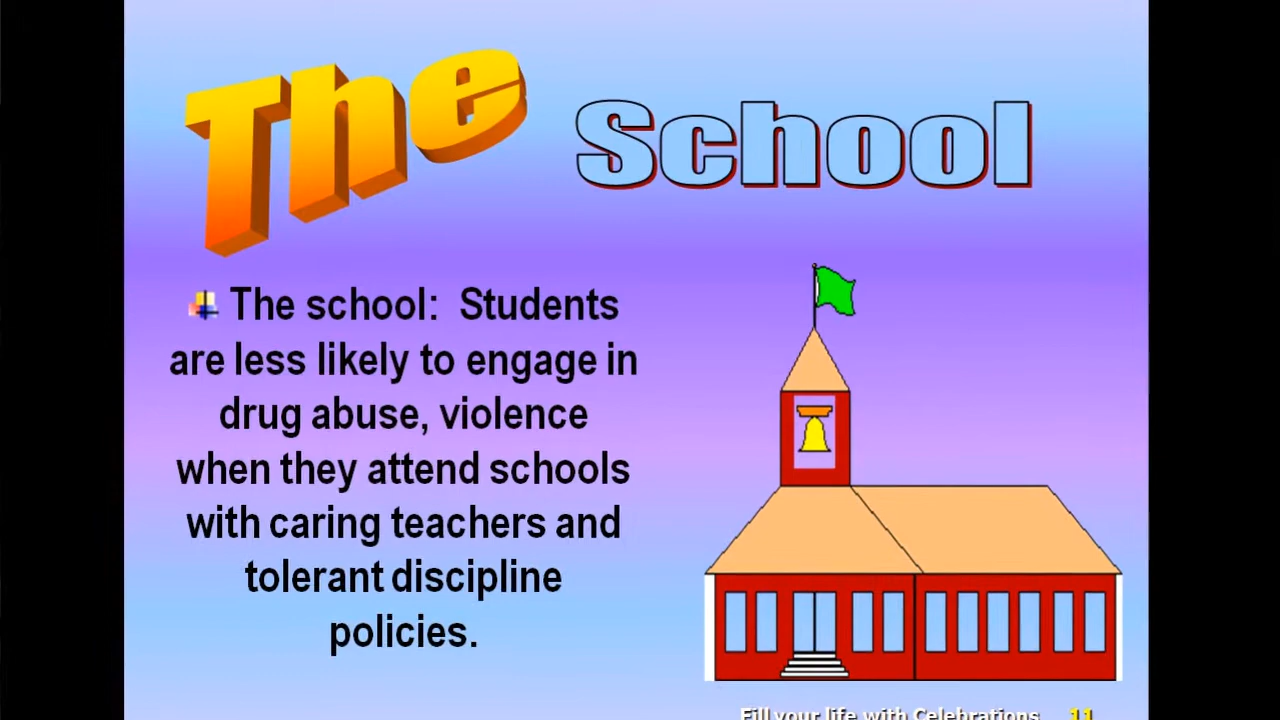 The School
The school:  Students
are less likely to engage in
drug abuse, violence
when they attend schools
with caring teachers and
tolerant discipline
policies.
Fill your life with Celebrations 11